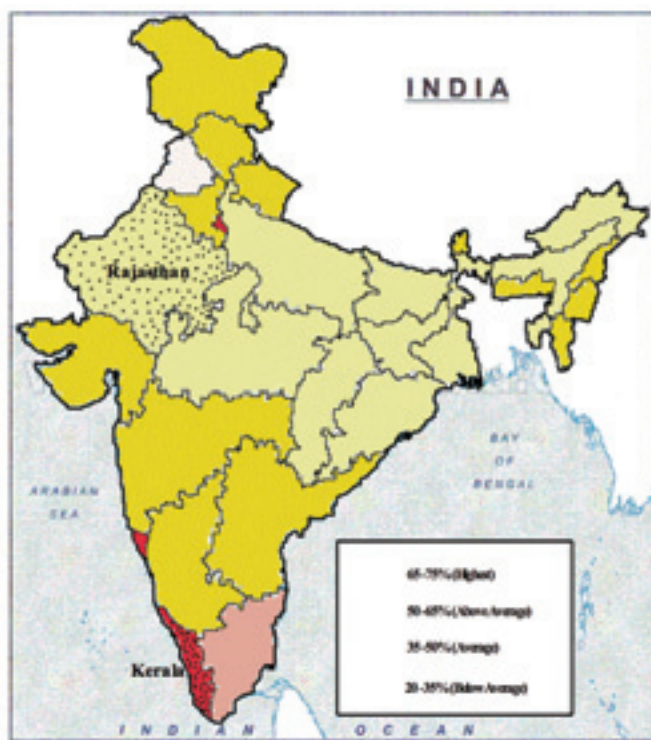 INDIA
Rajasthan
BAY
OF
BENGAL
ARABIAN
SEA
65-75% (Highest)
50-65% (Above Average)
35-50% (Average)
20-35% (Below Average)
Kerala
INDIAN OCEAN